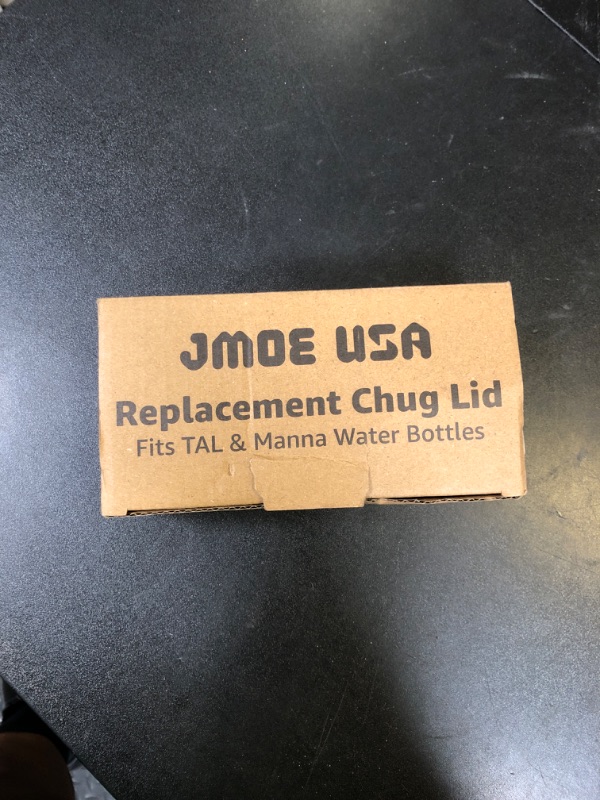 JMOE USA
Replacement Chug Lid
Fits TAL & Manna Water Bottles